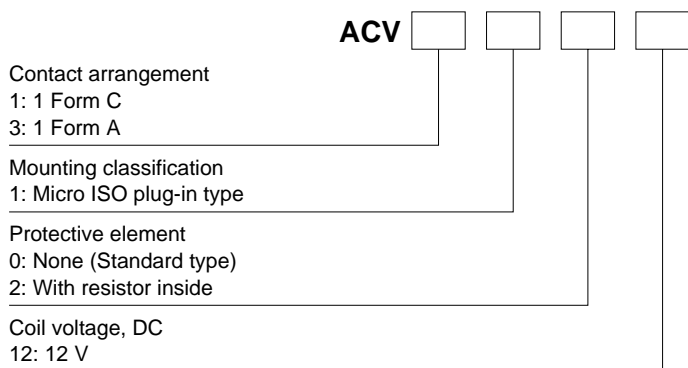 ACV
Contact arrangement
1: 1 Form C
3: 1 Form A
Mounting classification
1: Micro ISO plug-in type
Protective element
0: None (Standard type)
2: With resistor inside
Coil voltage, DC
12: 12 V